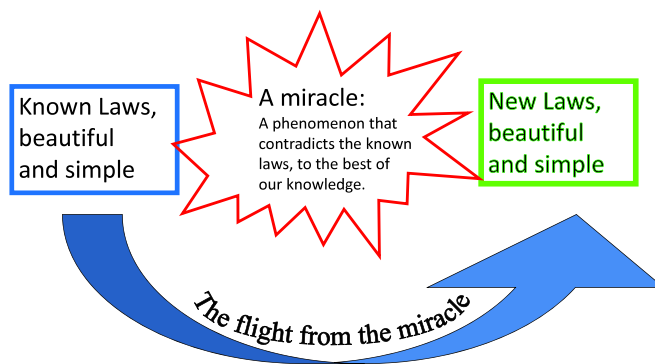 Known Laws,
beautiful
and simple
A miracle:
A phenomenon that
contradicts the known
laws, to the best of
our knowledge.
New Laws,
beautiful
and simple
The flight from the miracle